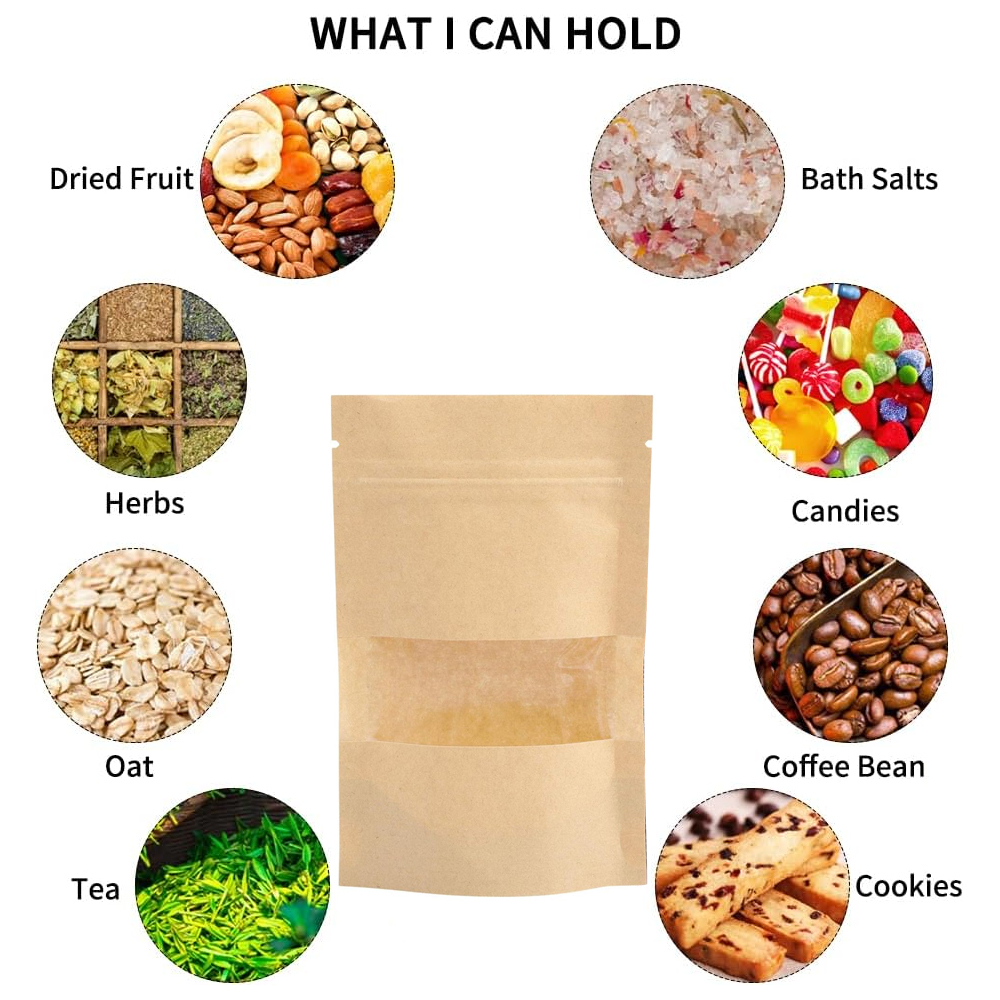 WHAT I CAN HOLD
Dried Fruit
Bath Salts
Herbs
Candies
Oat
Coffee Bean
Tea
Cookies